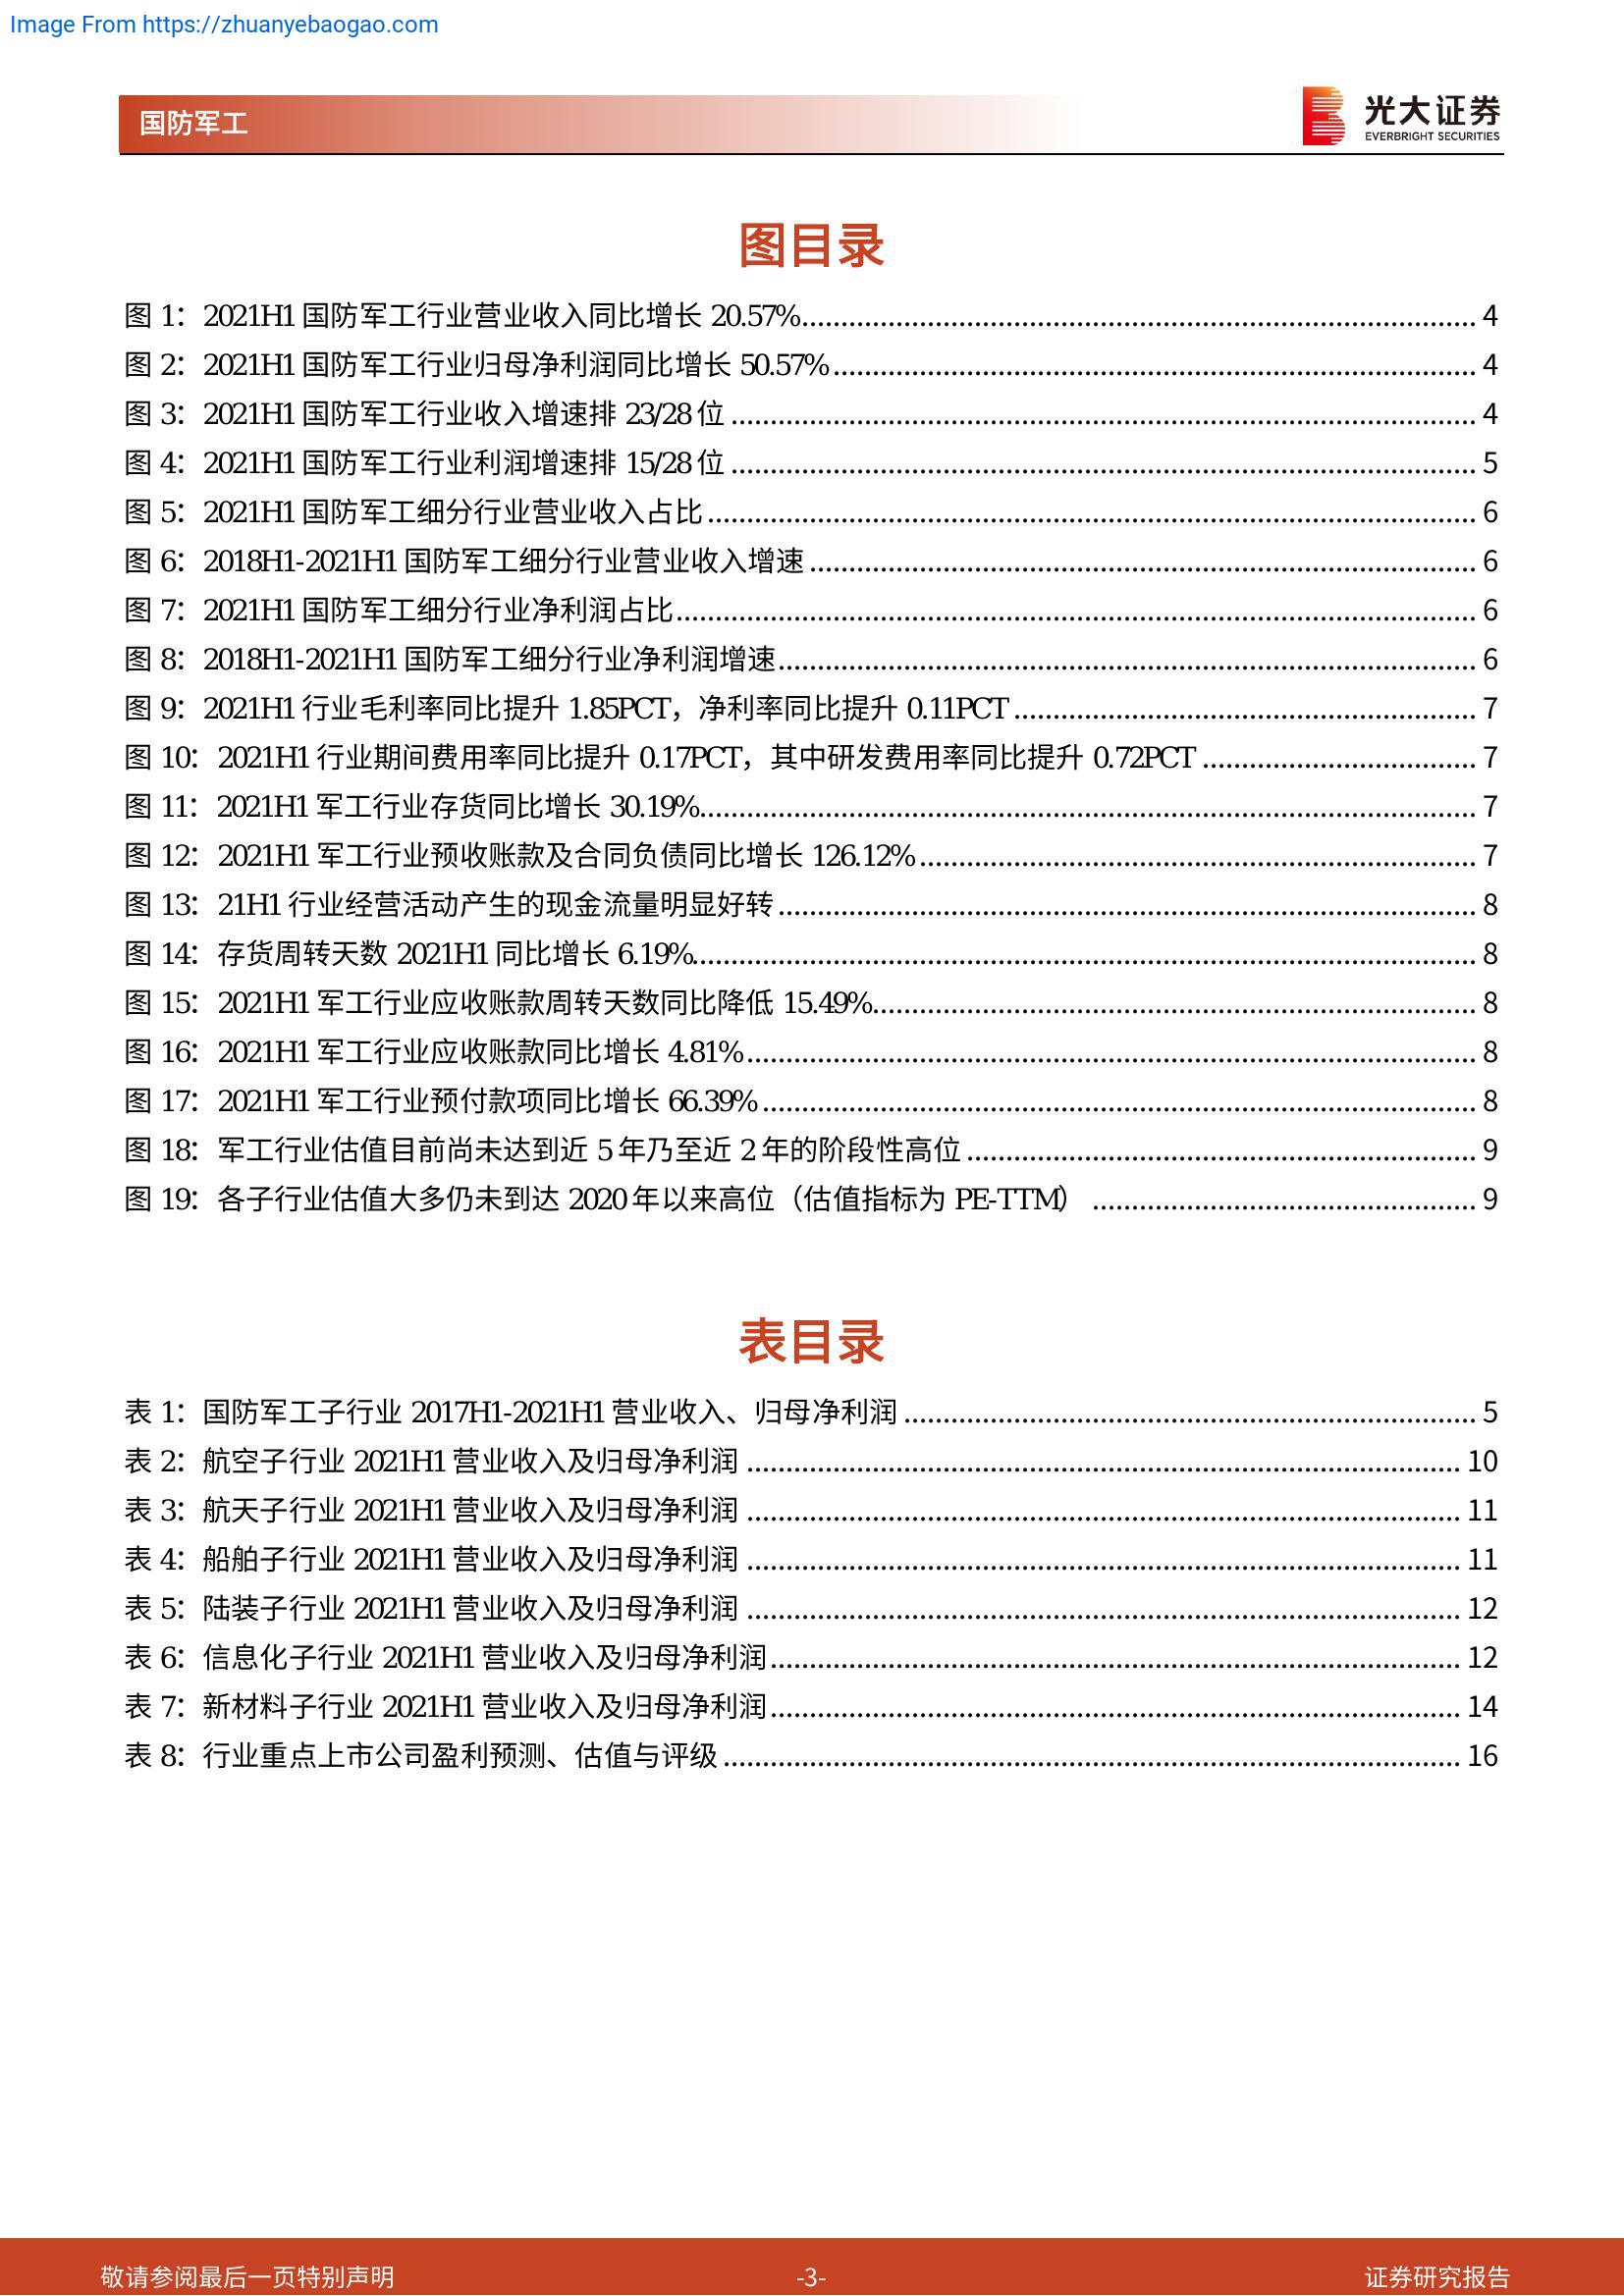 Image From https://zhuanyebaogao.com
国防军工
光大证券
EVERBRIGHT SECURITIES
图目录
图 1：2021H1 国防军工行业营业收入同比增长 20.57%.......... 4
图 2：2021H1 国防军工行业归母净利润同比增长 50.57%.......... 4
图 3：2021H1 国防军工行业收入增速排 23/28 位.......... 4
图 4：2021H1 国防军工行业利润增速排 15/28 位.......... 5
图 5：2021H1 国防军工细分行业营业收入占比.......... 6
图 6：2018H1-2021H1 国防军工细分行业营业收入增速.......... 6
图 7：2021H1 国防军工细分行业净利润占比.......... 6
图 8：2018H1-2021H1 国防军工细分行业净利润增速.......... 6
图 9：2021H1 行业毛利率同比提升 1.85PCT，净利率同比提升 0.11PCT.......... 7
图 10：2021H1 行业期间费用率同比提升 0.17PCT，其中研发费用率同比提升 0.72PCT.......... 7
图 11：2021H1 军工行业存货同比增长 30.19%.......... 7
图 12：2021H1 军工行业预收账款及合同负债同比增长 126.12%.......... 7
图 13：21H1 行业经营活动产生的现金流量明显好转.......... 8
图 14：存货周转天数 2021H1 同比增长 6.19%.......... 8
图 15：2021H1 军工行业应收账款周转天数同比降低 15.49%.......... 8
图 16：2021H1 军工行业应收账款同比增长 4.81%.......... 8
图 17：2021H1 军工行业预付款项同比增长 66.39%.......... 8
图 18：军工行业估值目前尚未达到近 5 年乃至近 2 年的阶段性高位.......... 9
图 19：各子行业估值大多仍未到达 2020 年以来高位（估值指标为 PE-TTM）.......... 9
表目录
表 1：国防军工子行业 2017H1-2021H1 营业收入、归母净利润.......... 5
表 2：航空子行业 2021H1 营业收入及归母净利润.......... 10
表 3：航天子行业 2021H1 营业收入及归母净利润.......... 11
表 4：船舶子行业 2021H1 营业收入及归母净利润.......... 11
表 5：陆装子行业 2021H1 营业收入及归母净利润.......... 12
表 6：信息化子行业 2021H1 营业收入及归母净利润.......... 12
表 7：新材料子行业 2021H1 营业收入及归母净利润.......... 14
表 8：行业重点上市公司盈利预测、估值与评级.......... 16
敬请参阅最后一页特别声明 -3- 证券研究报告